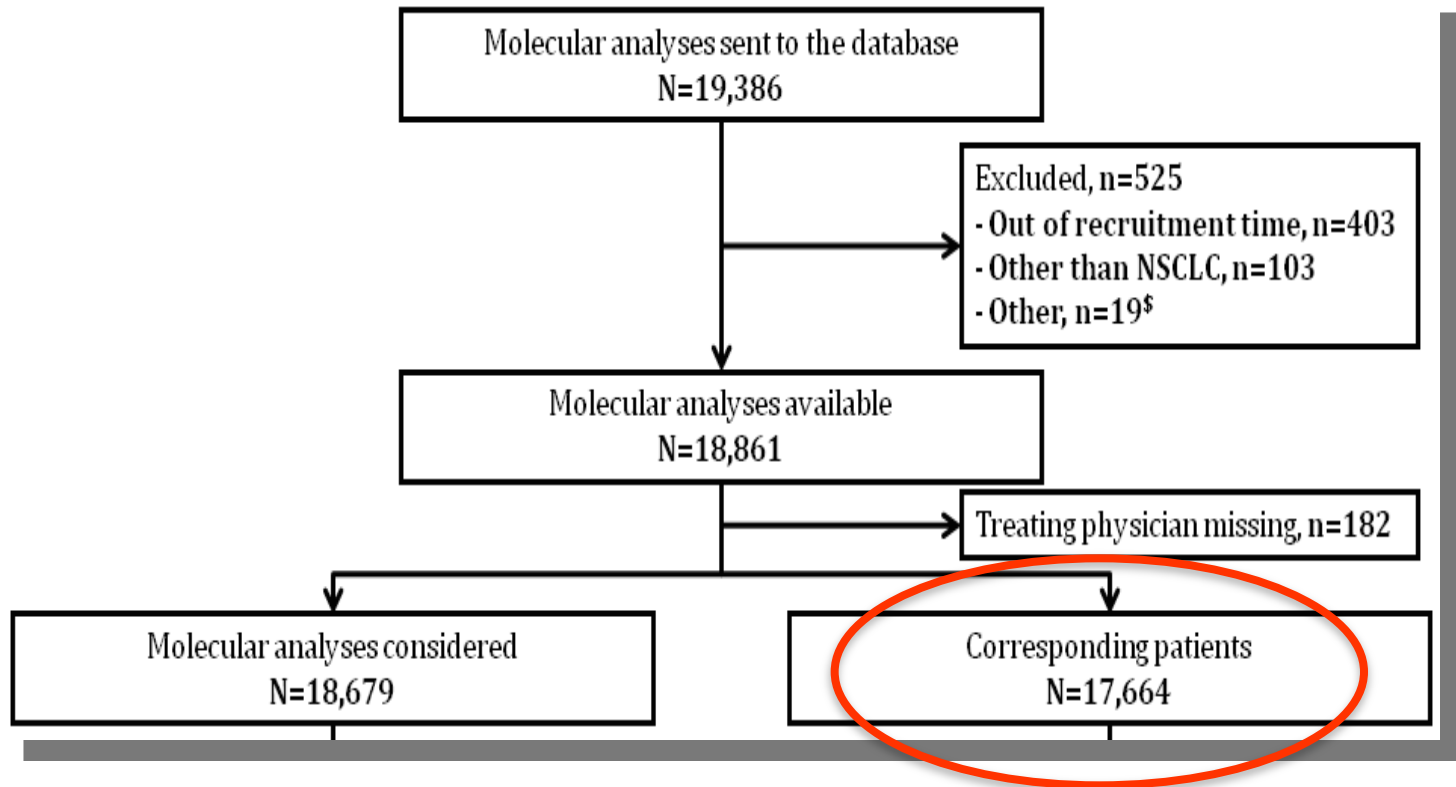 Molecular analyses sent to the database
N=19,386
Excluded, n=525
- Out of recruitment time, n=403
- Other than NSCLC, n=103
- Other, n=19$
Molecular analyses available
N=18,861
Treating physician missing, n=182
Molecular analyses considered
N=18,679
Corresponding patients
N=17,664